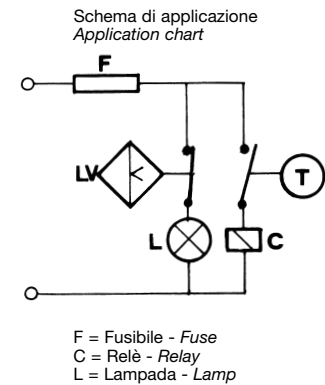 Schema di applicazione
Application chart
F
LV
<
T
L
C
F = Fusibile - Fuse
C = Relè - Relay
L = Lampada - Lamp